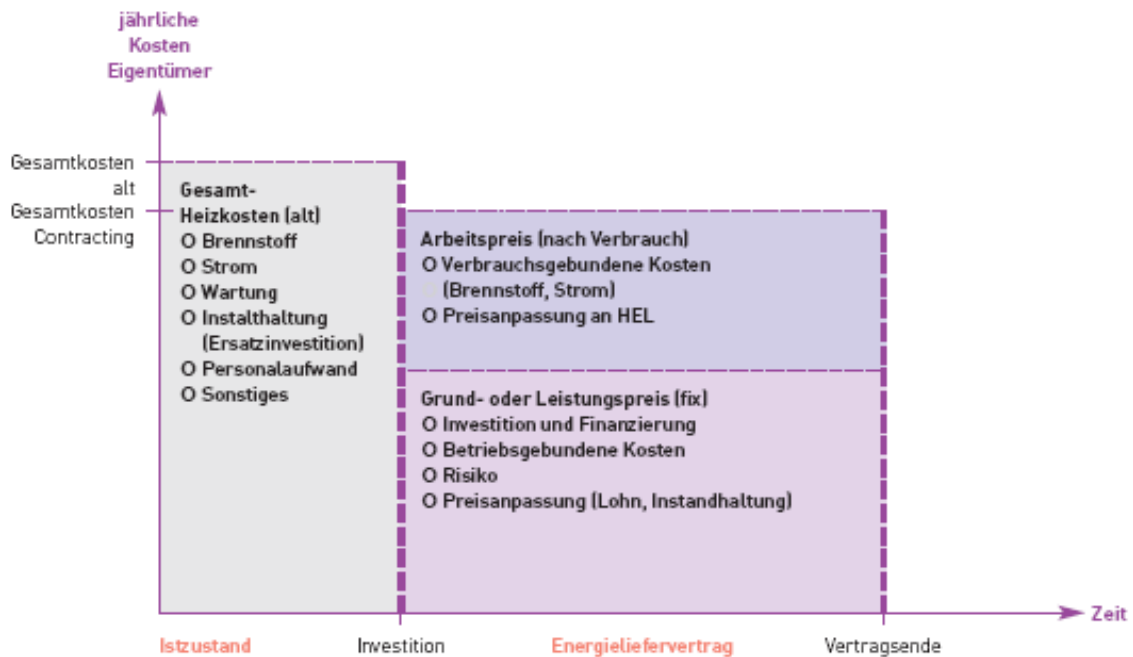 jährliche
Kosten
Eigentümer
Gesamtkosten
alt
Gesamtkosten
Contracting
Gesamt-
Heizkosten (alt)
O Brennstoff
O Strom
O Wartung
O Instalthaltung
(Ersatzinvestition)
O Personalaufwand
O Sonstiges
Arbeitspreis (nach Verbrauch)
O Verbrauchsgebundene Kosten
(Brennstoff, Strom)
O Preisanpassung an HEL
Grund- oder Leistungspreis (fix)
O Investition und Finanzierung
O Betriebsgebundene Kosten
O Risiko
O Preisanpassung (Lohn, Instandhaltung)
Zeit
Istzustand
Investition
Energieliefervertrag
Vertragsende